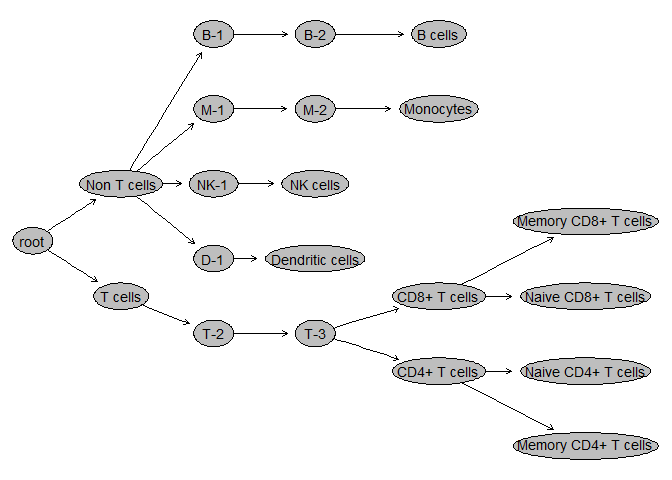 B-1
B-2
B cells
M-1
M-2
Monocytes
Non T cells
NK-1
NK cells
Memory CD8+ T cells
root
D-1
Dendritic cells
T cells
CD8+ T cells
Naive CD8+ T cells
T-2
T-3
CD4+ T cells
Naive CD4+ T cells
Memory CD4+ T cells